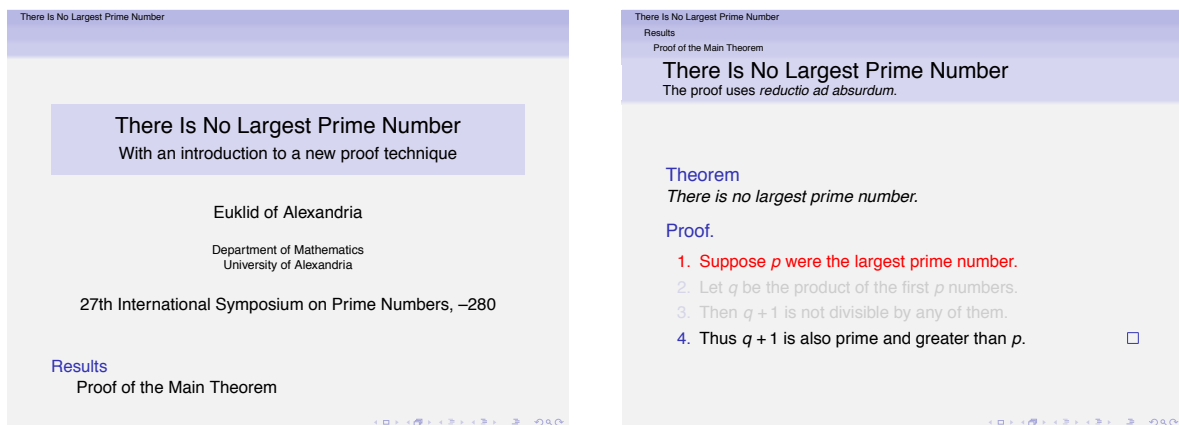 There Is No Largest Prime Number
There Is No Largest Prime Number
With an introduction to a new proof technique
Euklid of Alexandria
Department of Mathematics
University of Alexandria
27th International Symposium on Prime Numbers, –280
Results
Proof of the Main Theorem
There Is No Largest Prime Number
Results
Proof of the Main Theorem
There Is No Largest Prime Number
The proof uses reductio ad absurdum.
Theorem
There is no largest prime number.
Proof.
1. Suppose p were the largest prime number.
2. Let q be the product of the first p numbers.
3. Then q + 1 is not divisible by any of them.
4. Thus q + 1 is also prime and greater than p.